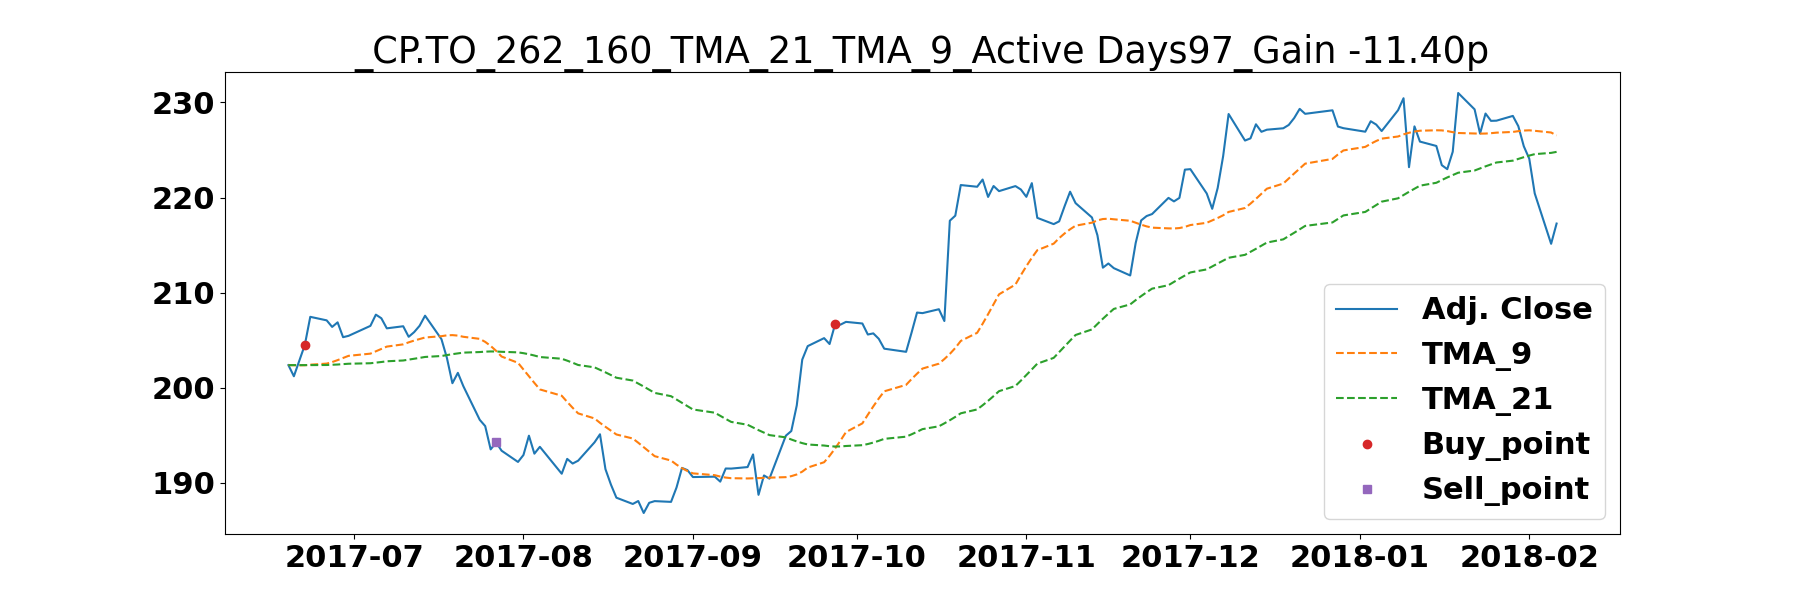 _CP.TO_262_160_TMA_21_TMA_9_Active Days97_Gain -11.40p
230
220
210
200
190
Adj. Close
TMA_9
TMA_21
Buy_point
Sell_point
2017-07 2017-08 2017-09 2017-10 2017-11 2017-12 2018-01 2018-02